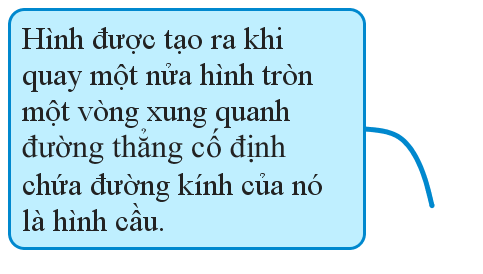 Hình được tạo ra khi
quay một nửa hình tròn
một vòng xung quanh
đường thẳng cố định
chứa đường kính của nó
là hình cầu.